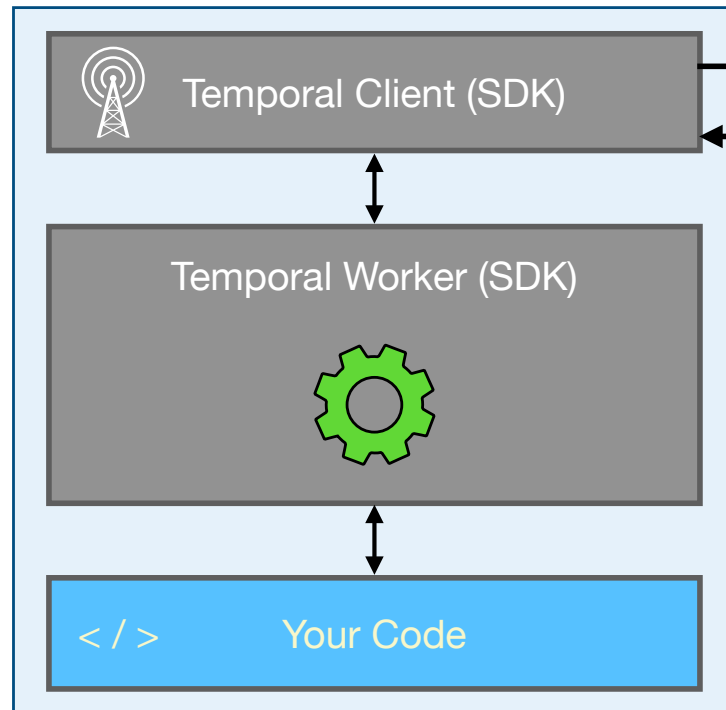 Temporal Client (SDK)
Temporal Worker (SDK)
< / > Your Code